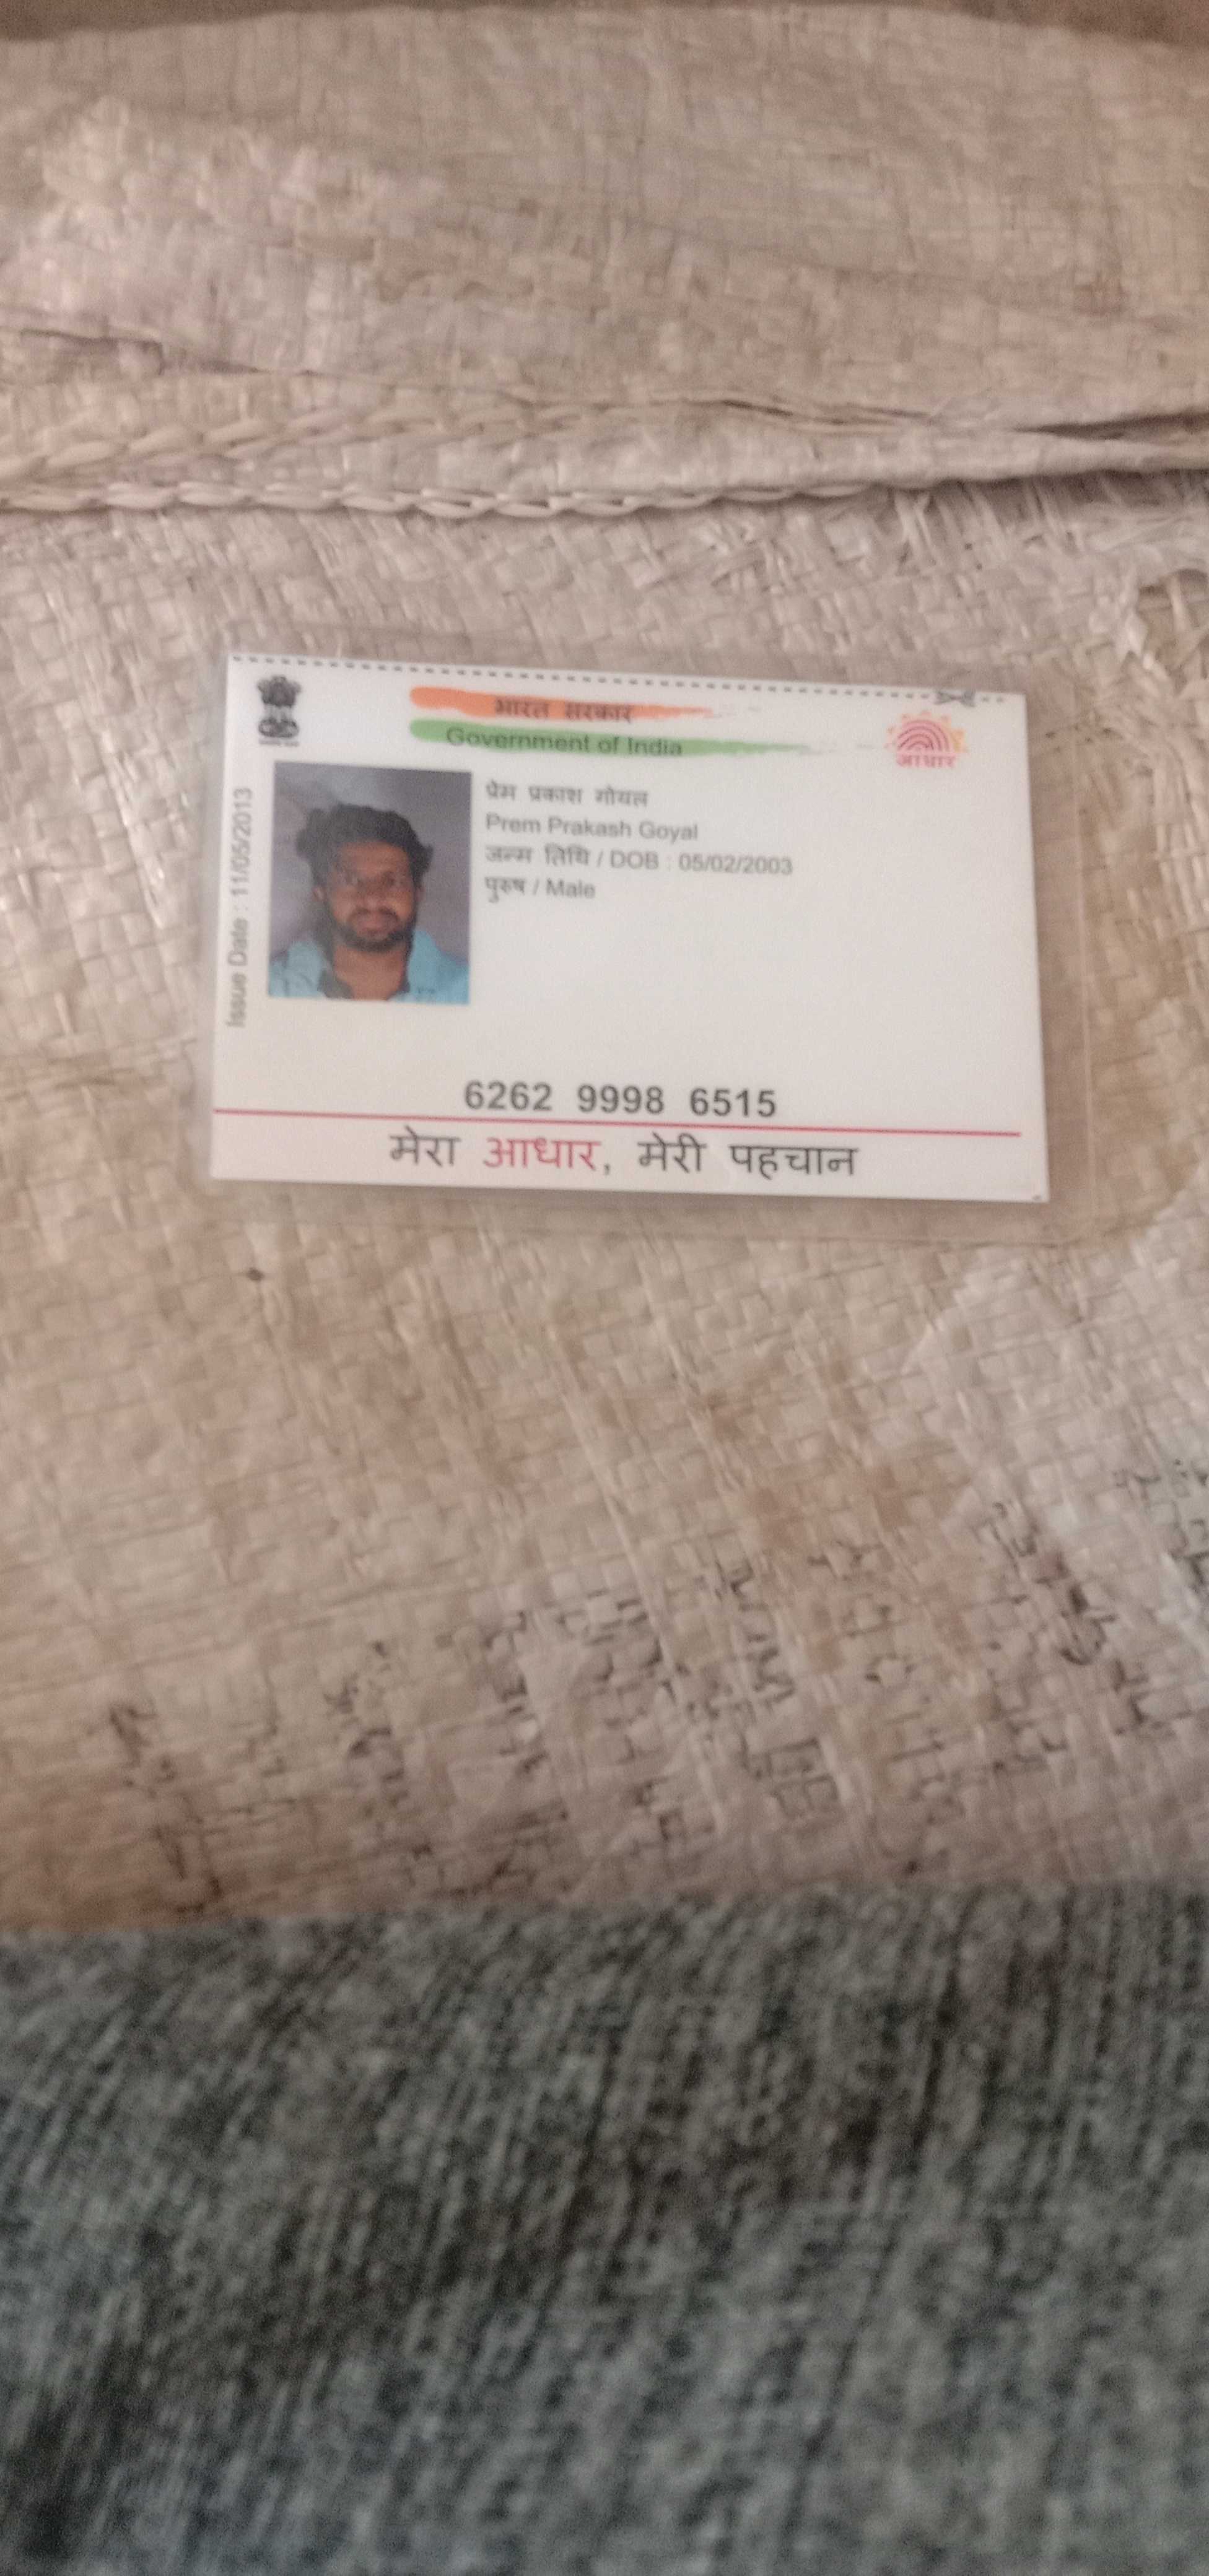 भारत सरकार
Government of India
आधार
Issue Date : 11/05/2013
प्रेम प्रकाश गोयल
Prem Prakash Goyal
जन्म तिथि / DOB : 05/02/2003
पुरुष / Male
6262 9998 6515
मेरा आधार, मेरी पहचान